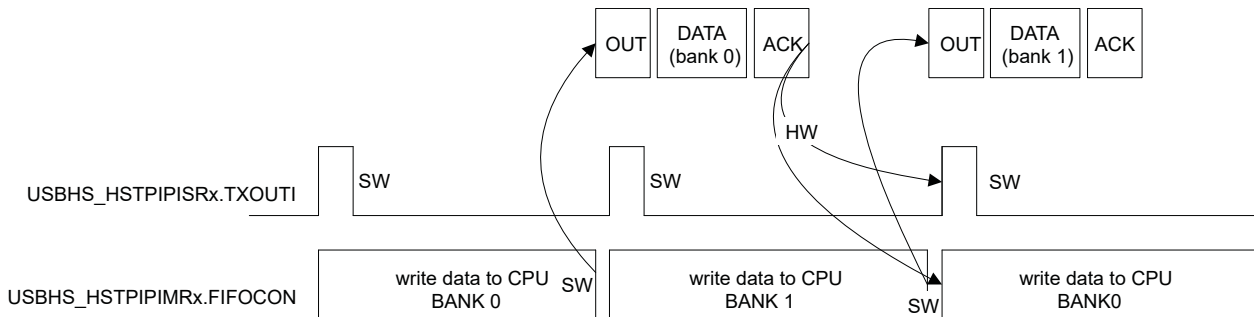 OUT
DATA
(bank 0)
ACK
OUT
DATA
(bank 1)
ACK
HW
USBHS_HSTPIPISRx.TXOUTI
SW
SW
SW
USBHS_HSTPIPIMRx.FIFOCON
write data to CPU
BANK 0
SW
write data to CPU
BANK 1
SW
write data to CPU
BANK0